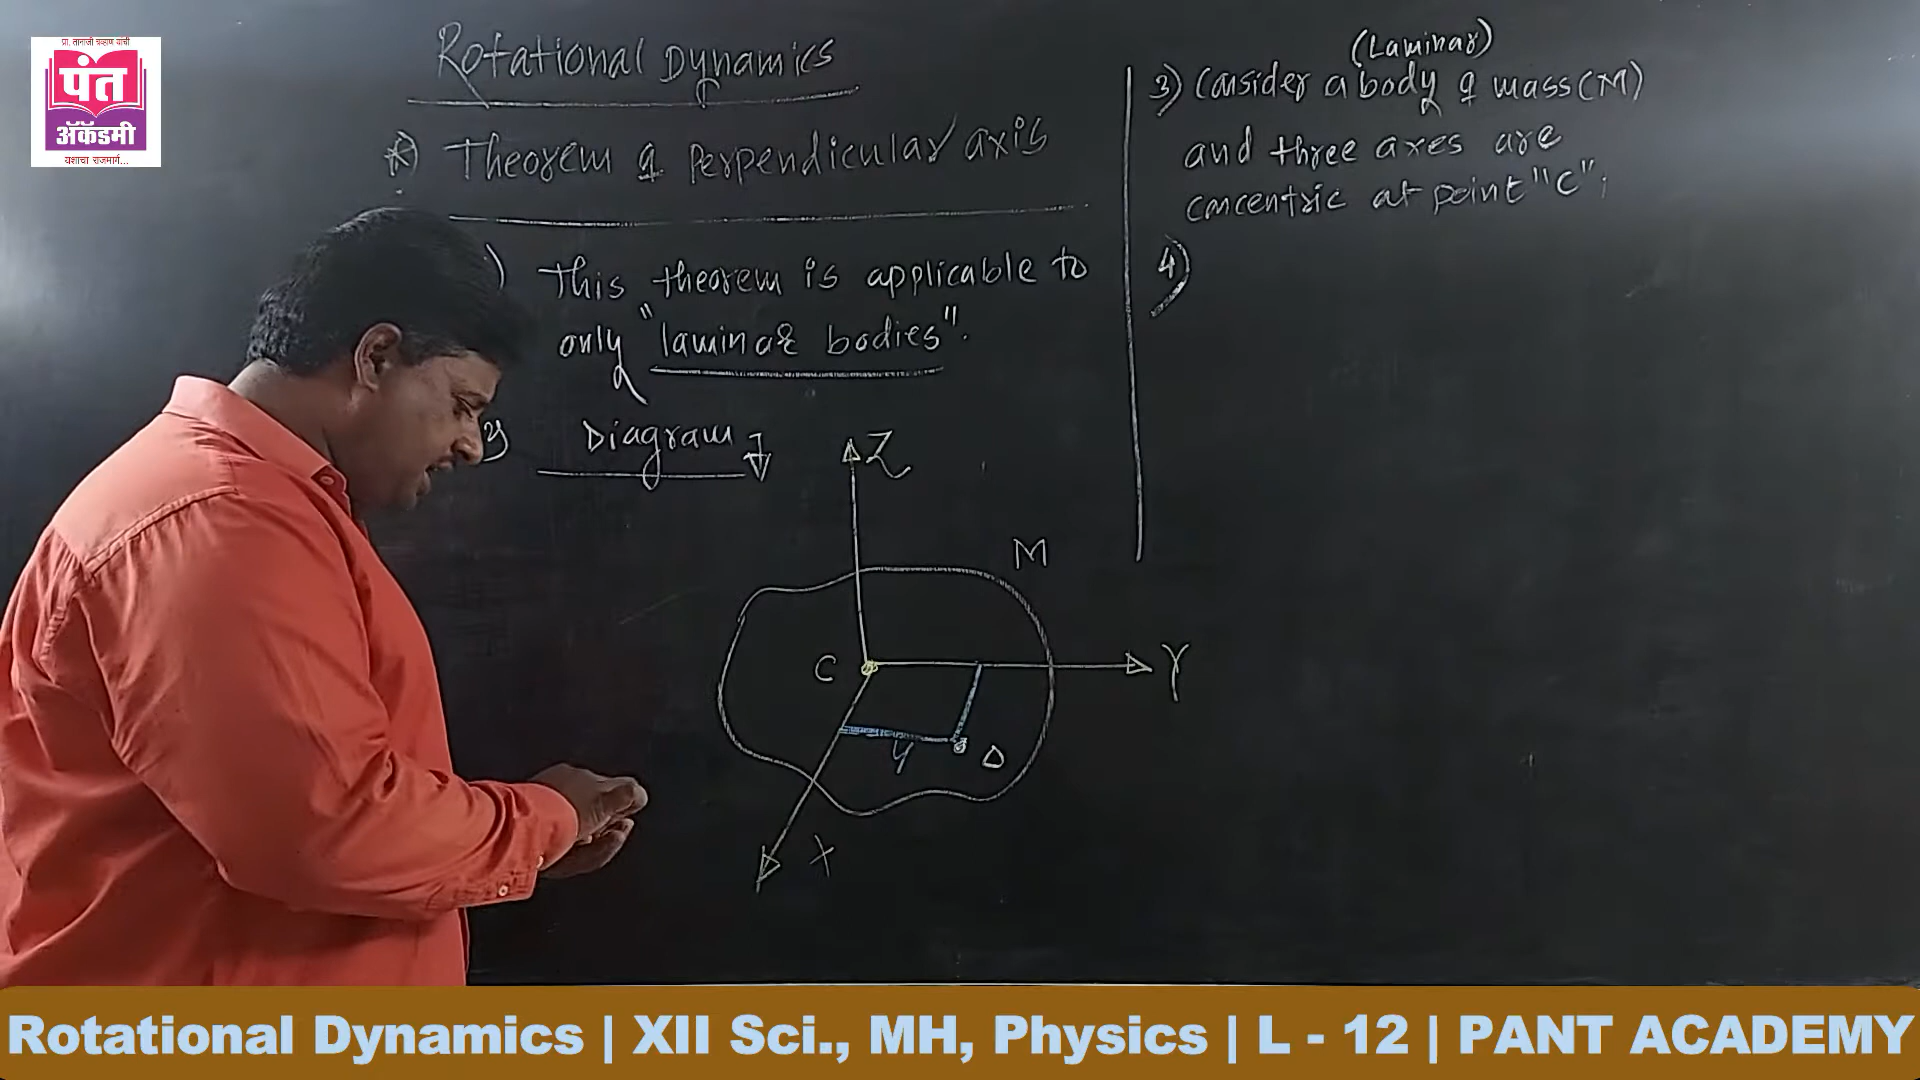 प्रा. तानाजी चव्हाण यांची
पंत
अ‍ॅकॅडमी
यशाचा राजमार्ग...
Rotational Dynamics
Theorem of Perpendicular axis
This theorem is applicable to
only "laminar bodies".
Diagram
Z
M
C
Y
y
D
X
(Laminar)
3) Consider a body of mass (M)
and three axes are
concentric at point "C";
4)
Rotational Dynamics | XII Sci., MH, Physics | L - 12 | PANT ACADEMY